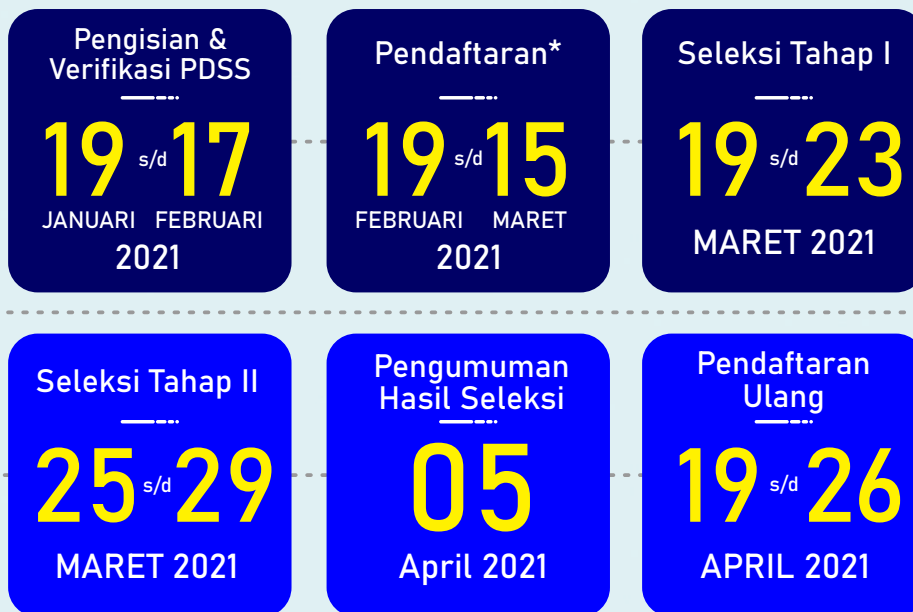 Pengisian &
Verifikasi PDSS
19 s/d 17
JANUARI FEBRUARI
2021
Pendaftaran*
19 s/d 15
FEBRUARI MARET
2021
Seleksi Tahap I
19 s/d 23
MARET 2021
Seleksi Tahap II
25 s/d 29
MARET 2021
Pengumuman
Hasil Seleksi
05
April 2021
Pendaftaran
Ulang
19 s/d 26
APRIL 2021